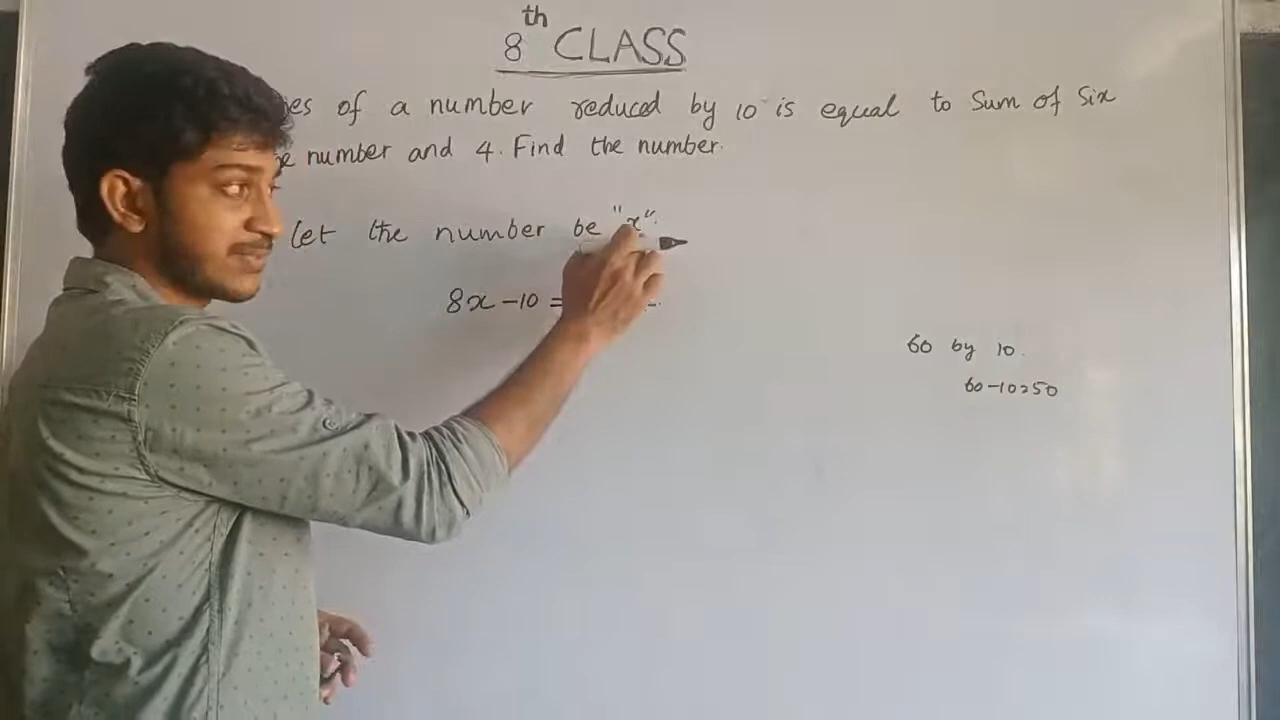 8th CLASS
of a number reduced by 10 is equal to Sum of Six
number and 4. Find the number.
let the number be "x".
8x - 10 =
60 by 10.
60-10=50